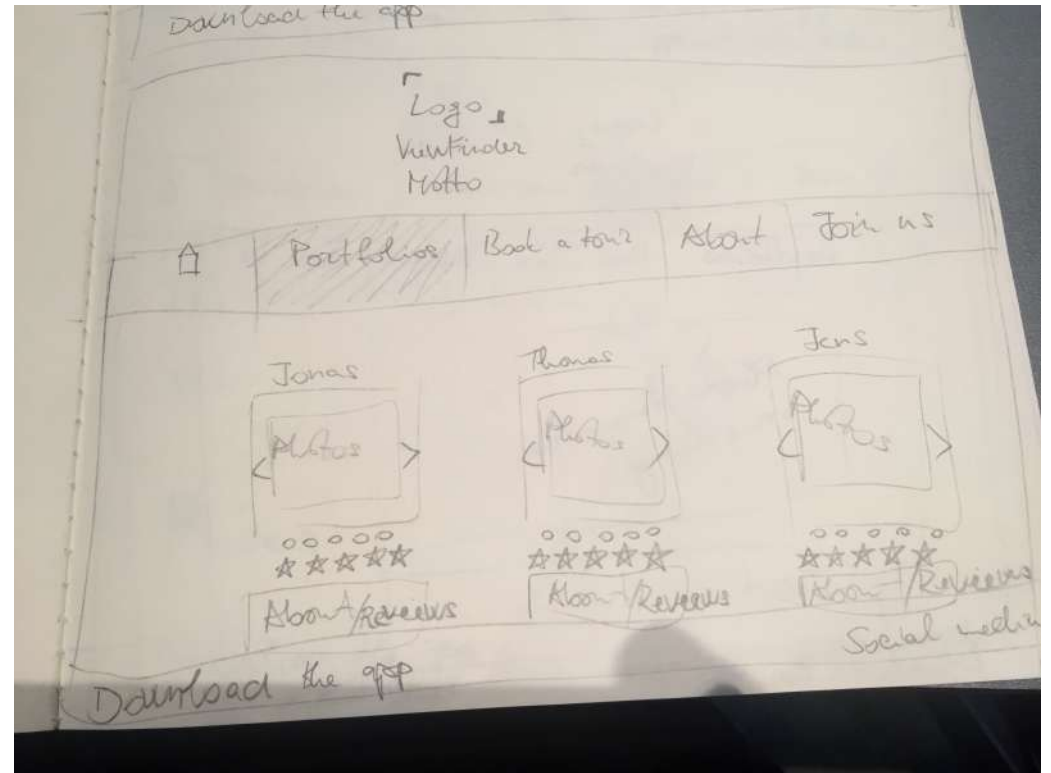 Download the app
Logo
Viewfinder
Motto
Portfolios Book a tour About Join us
Jonas Thomas Jens
Photos Photos Photos
About/Reviews About/Reviews About/Reviews
Social media
Download the app